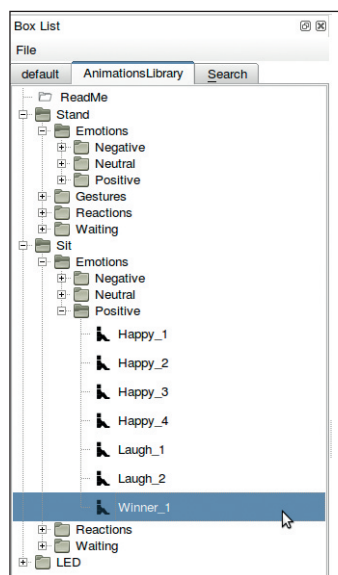 Box List
File
default AnimationsLibrary Search
ReadMe
Stand
Emotions
Negative
Neutral
Positive
Gestures
Reactions
Waiting
Sit
Emotions
Negative
Neutral
Positive
Happy_1
Happy_2
Happy_3
Happy_4
Laugh_1
Laugh_2
Winner_1
Reactions
Waiting
LED